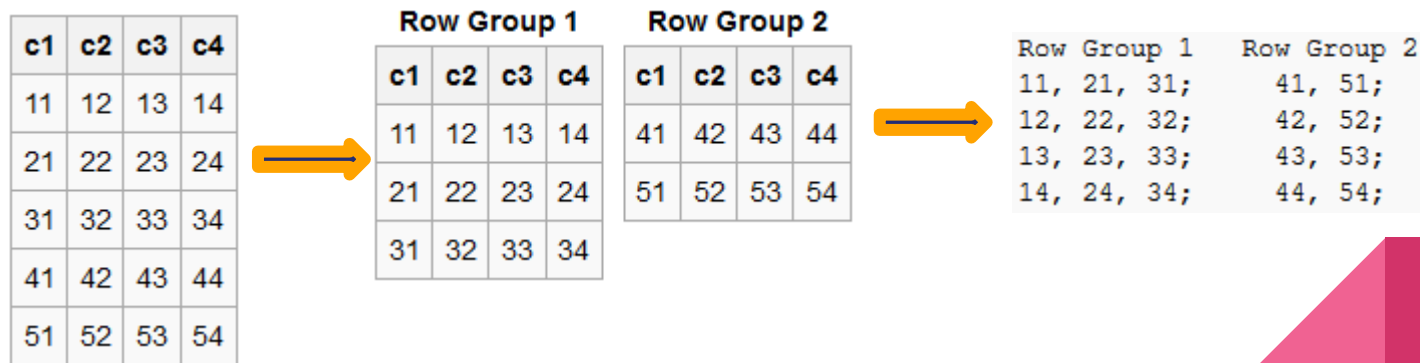 c1 c2 c3 c4
11 12 13 14
21 22 23 24
31 32 33 34
41 42 43 44
51 52 53 54
Row Group 1
c1 c2 c3 c4
11 12 13 14
21 22 23 24
31 32 33 34
Row Group 2
c1 c2 c3 c4
41 42 43 44
51 52 53 54
Row Group 1 Row Group 2
11, 21, 31; 41, 51;
12, 22, 32; 42, 52;
13, 23, 33; 43, 53;
14, 24, 34; 44, 54;